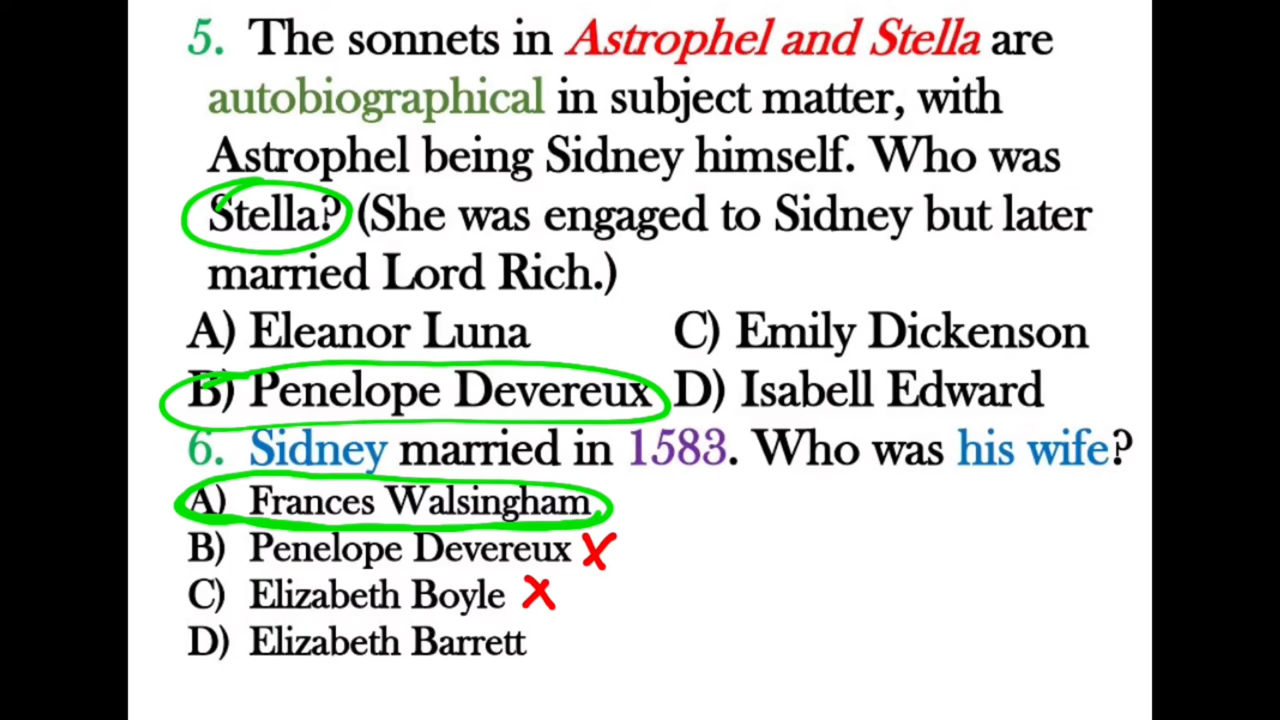 5. The sonnets in Astrophel and Stella are
autobiographical in subject matter, with
Astrophel being Sidney himself. Who was
Stella? (She was engaged to Sidney but later
married Lord Rich.)
A) Eleanor Luna C) Emily Dickenson
B) Penelope Devereux D) Isabell Edward
6. Sidney married in 1583. Who was his wife?
A) Frances Walsingham
B) Penelope Devereux X
C) Elizabeth Boyle X
D) Elizabeth Barrett